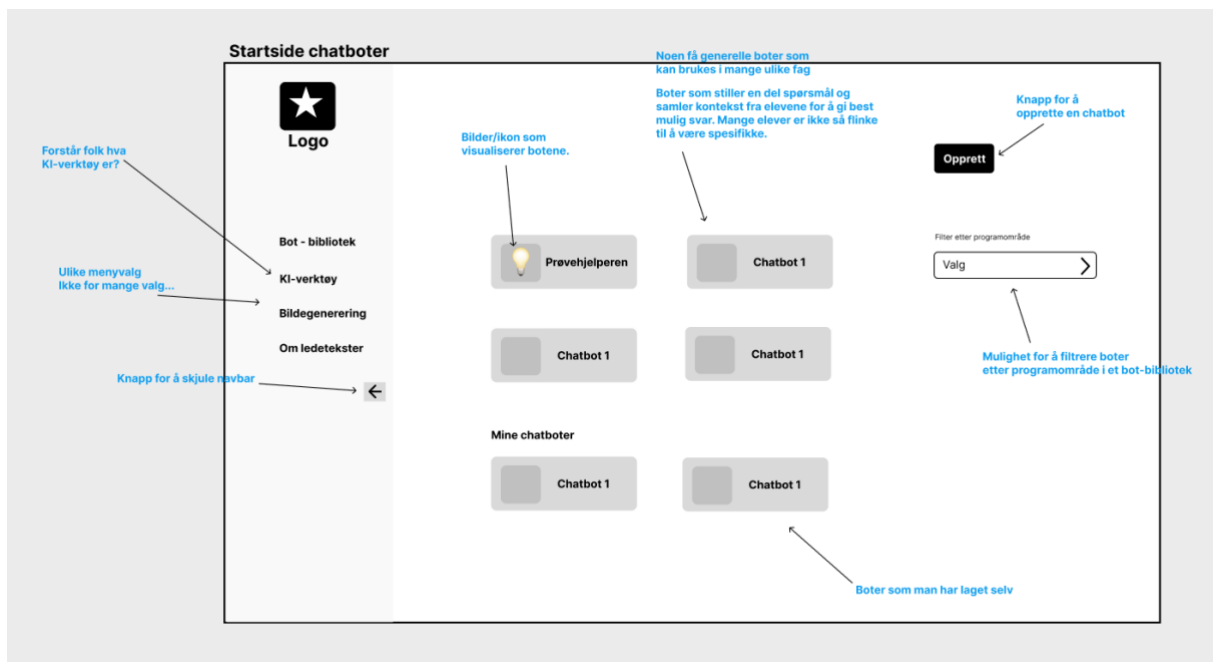 Startside chatboter
Logo
Forstår folk hva
KI-verktøy er?
Ulike menyvalg
Ikke for mange valg...
Knapp for å skjule navbar
Bot - bibliotek
KI-verktøy
Bildegenerering
Om ledetekster
Bilder/ikon som
visualiserer botene.
Noen få generelle boter som
kan brukes i mange ulike fag
Boter som stiller en del spørsmål og
samler kontekst fra elevene for å gi best
mulig svar. Mange elever er ikke så flinke
til å være spesifikke.
Knapp for å
opprette en chatbot
Opprett
Prøvehjelperen
Chatbot 1
Chatbot 1
Chatbot 1
Filter etter programområde
Valg
Mulighet for å filtrere boter
etter programområde i et bot-bibliotek
Mine chatboter
Chatbot 1
Chatbot 1
Boter som man har laget selv